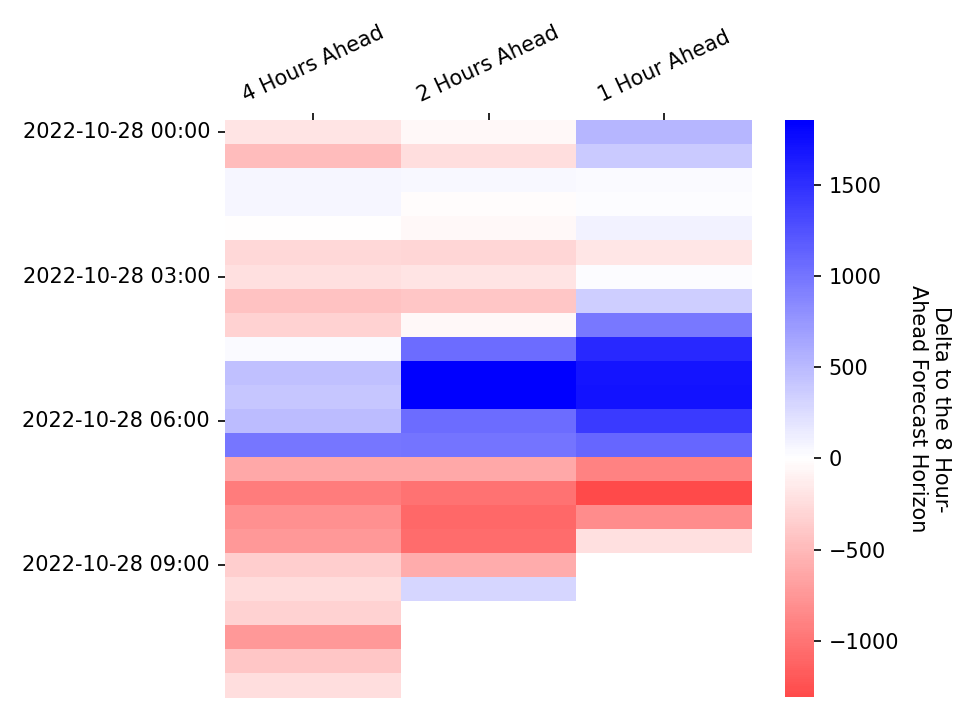 4 Hours Ahead
2 Hours Ahead
1 Hour Ahead
2022-10-28 00:00
2022-10-28 03:00
2022-10-28 06:00
2022-10-28 09:00
1500
1000
500
0
−500
−1000
Delta to the 8 Hour-
Ahead Forecast Horizon